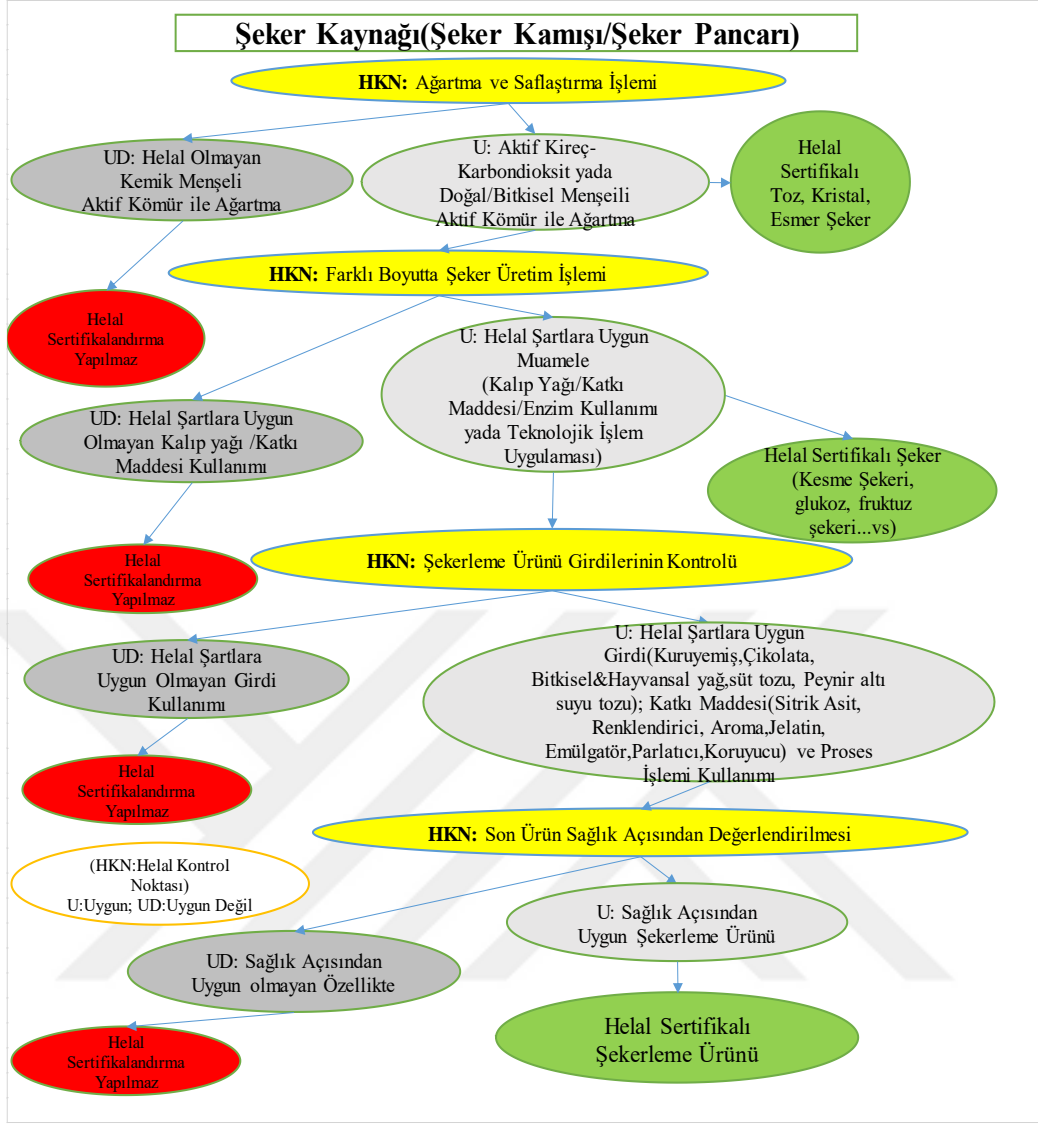 Şeker Kaynağı(Şeker Kamışı/Şeker Pancarı)
HKN: Ağartma ve Saflaştırma İşlemi
UD: Helal Olmayan
Kemik Menşeli
Aktif Kömür ile Ağartma
U: Aktif Kireç-
Karbondioksit yada
Doğal/Bitkisel Menşeili
Aktif Kömür ile Ağartma
Helal
Sertifikalı
Toz, Kristal,
Esmer Şeker
HKN: Farklı Boyutta Şeker Üretim İşlemi
Helal
Sertifikalandırma
Yapılmaz
U: Helal Şartlara Uygun
Muamele
(Kalıp Yağı/Katkı
Maddesi/Enzim Kullanımı
yada Teknolojik İşlem
Uygulaması)
UD: Helal Şartlara Uygun
Olmayan Kalıp yağı /Katkı
Maddesi Kullanımı
Helal Sertifikalı Şeker
(Kesme Şekeri,
glukoz, fruktuz
şekeri...vs)
HKN: Şekerleme Ürünü Girdilerinin Kontrolü
Helal
Sertifikalandırma
Yapılmaz
UD: Helal Şartlara
Uygun Olmayan Girdi
Kullanımı
U: Helal Şartlara Uygun
Girdi(Kuruyemiş,Çikolata,
Bitkisel&Hayvansal yağ,süt tozu, Peynir altı
suyu tozu); Katkı Maddesi(Sitrik Asit,
Renklendirici, Aroma,Jelatin,
Emülgatör,Parlatıcı,Koruyucu) ve Proses
İşlemi Kullanımı
Helal
Sertifikalandırma
Yapılmaz
HKN: Son Ürün Sağlık Açısından Değerlendirilmesi
(HKN:Helal Kontrol
Noktası)
U:Uygun; UD:Uygun Değil
U: Sağlık Açısından
Uygun Şekerleme Ürünü
UD: Sağlık Açısından
Uygun olmayan Özellikte
Helal Sertifikalı
Şekerleme Ürünü
Helal
Sertifikalandırma
Yapılmaz